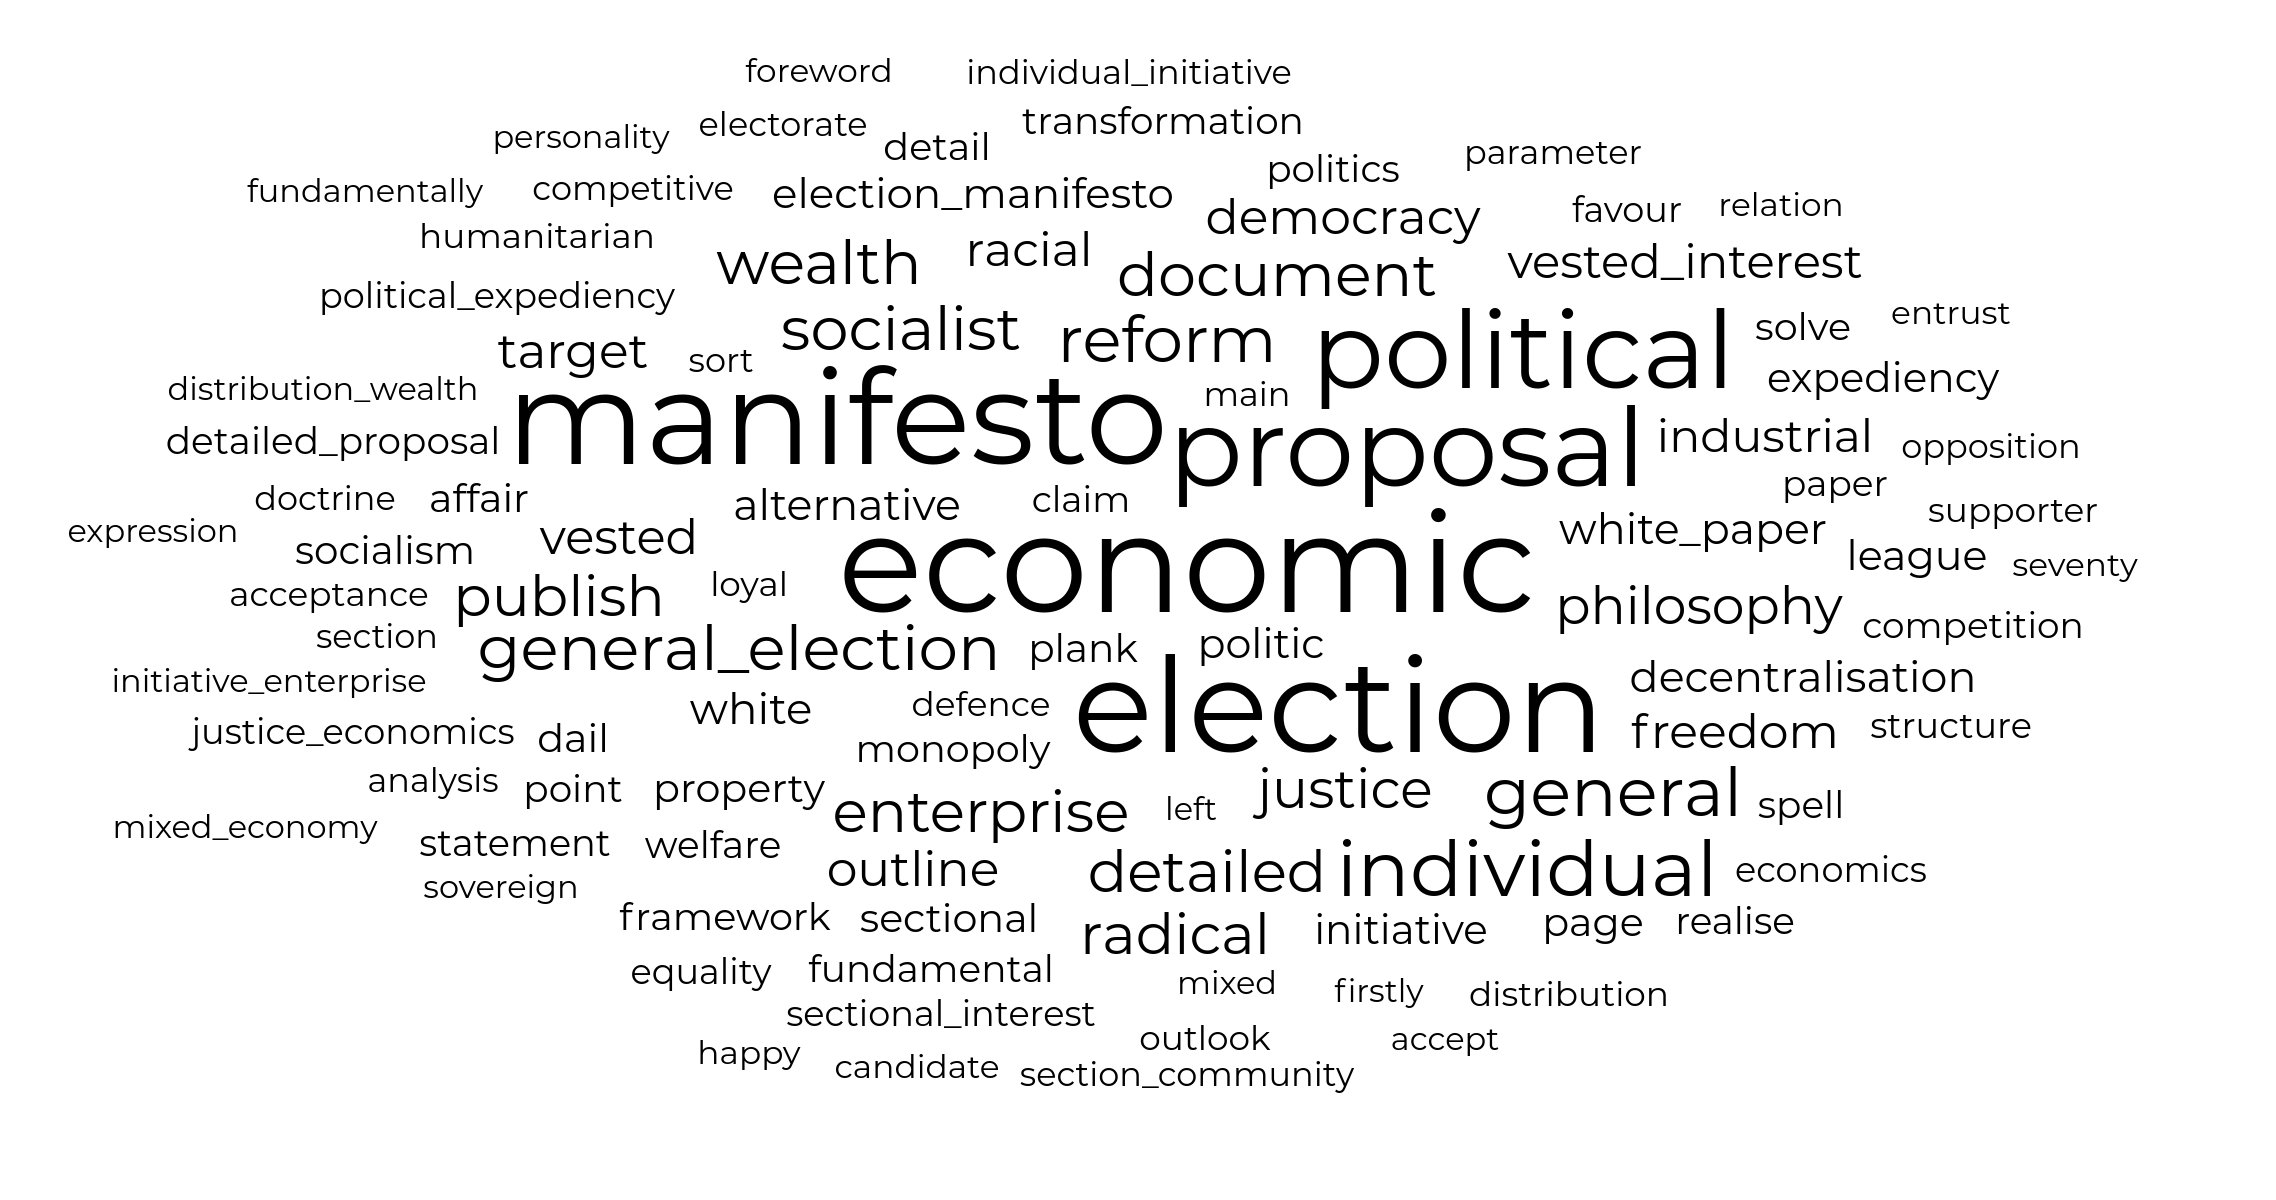 foreword individual_initiative
personality electorate detail transformation
fundamentally competitive election_manifesto politics parameter
humanitarian wealth racial democracy favour relation
political_expediency document vested_interest
target sort socialist reform political solve entrust
distribution_wealth manifesto main expediency
detailed_proposal proposal industrial opposition
doctrine affair alternative claim paper
expression socialism vested white_paper supporter
acceptance publish loyal economic league seventy
section general_election plank politic philosophy competition
initiative_enterprise white defence election decentralisation
justice_economics dail monopoly freedom structure
analysis point property enterprise left justice general spell
mixed_economy statement welfare outline detailed individual economics
sovereign framework sectional radical initiative page realise
equality fundamental mixed firstly distribution
sectional_interest outlook accept
happy candidate section_community